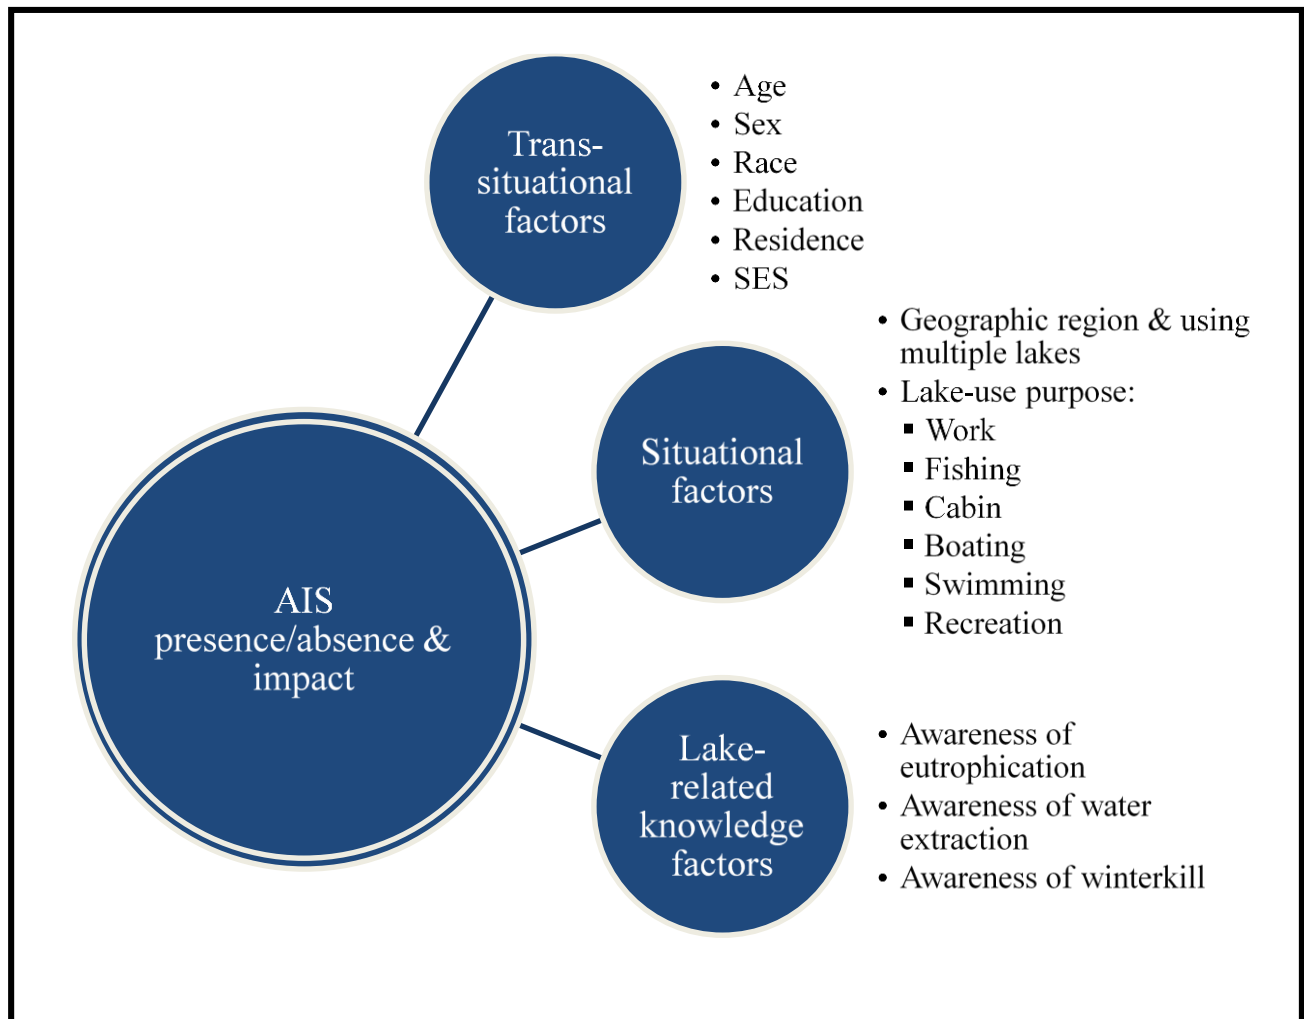 Trans-
situational
factors
• Age
• Sex
• Race
• Education
• Residence
• SES
Situational
factors
• Geographic region & using
multiple lakes
• Lake-use purpose:
▪ Work
▪ Fishing
▪ Cabin
▪ Boating
▪ Swimming
▪ Recreation
AIS
presence/absence &
impact
Lake-
related
knowledge
factors
• Awareness of
eutrophication
• Awareness of water
extraction
• Awareness of winterkill